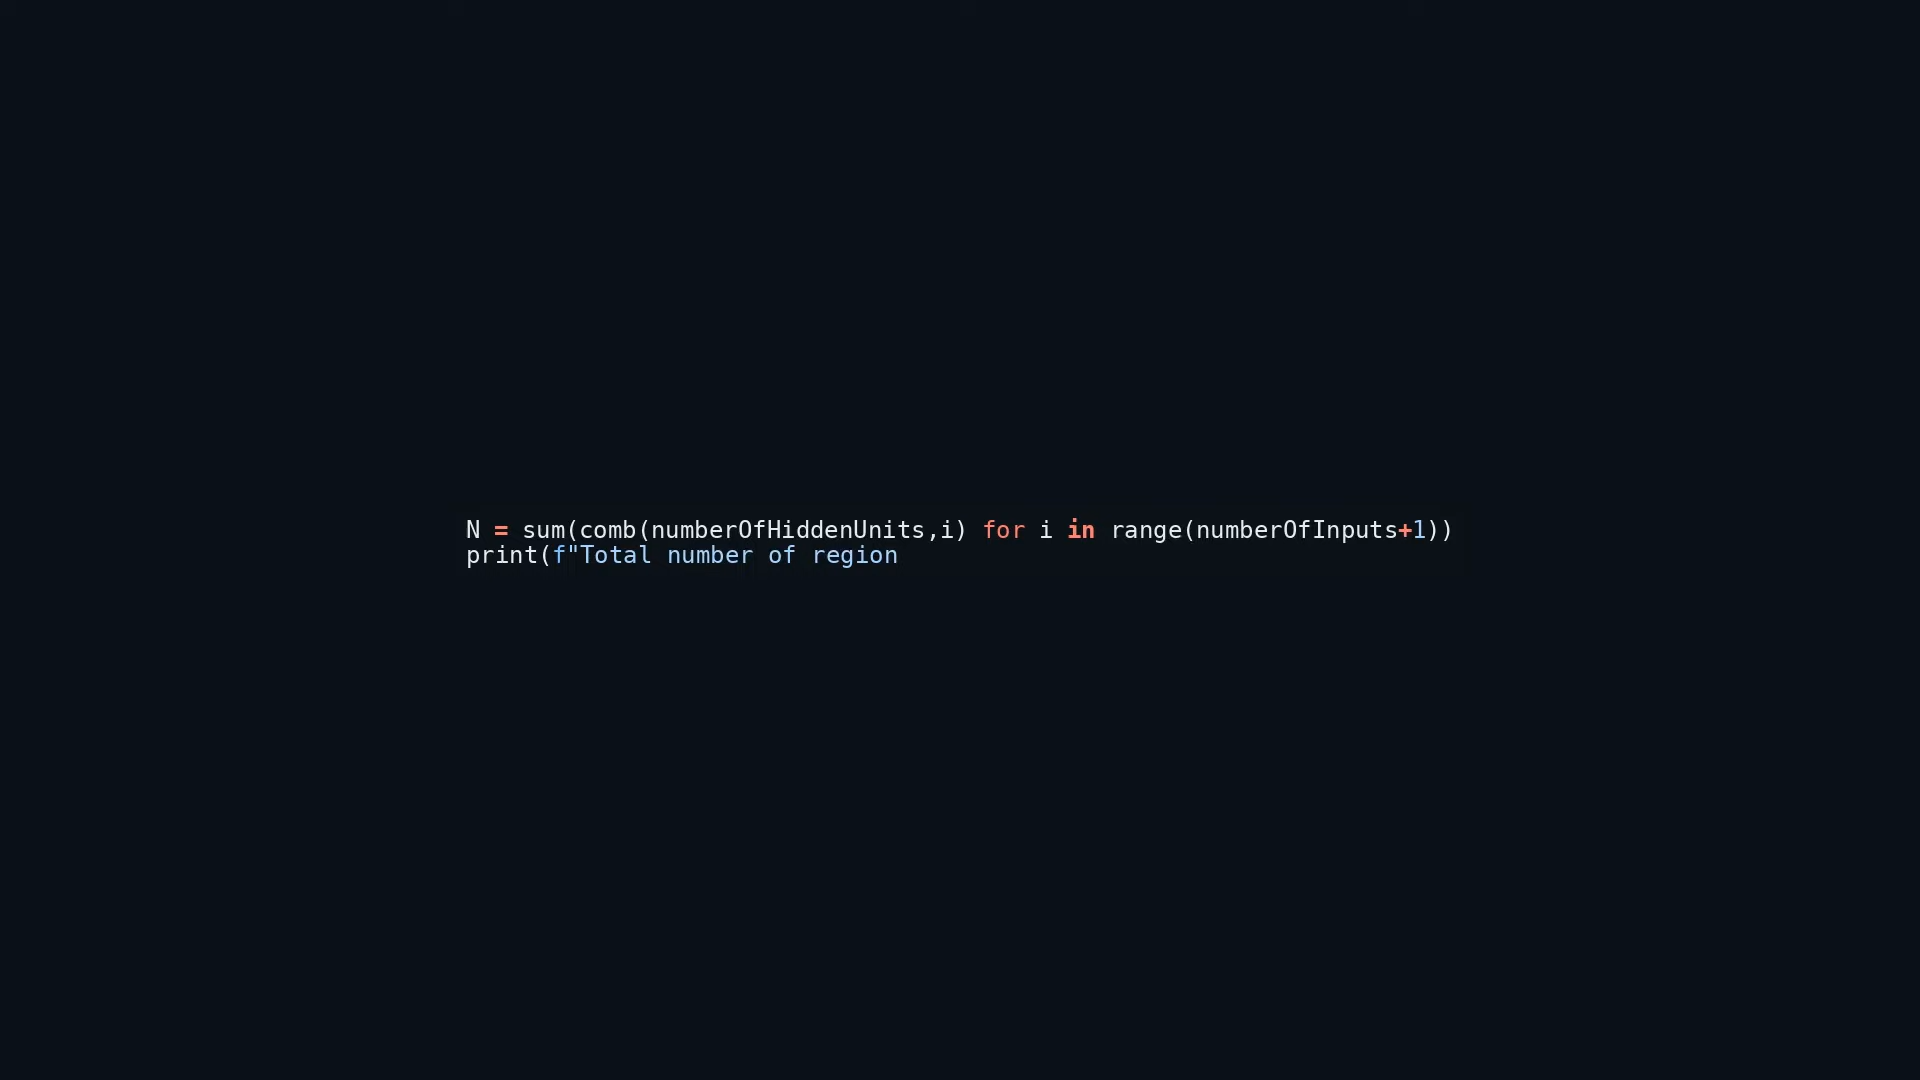 N = sum(comb(numberOfHiddenUnits,i) for i in range(numberOfInputs+1))
print(f"Total number of region